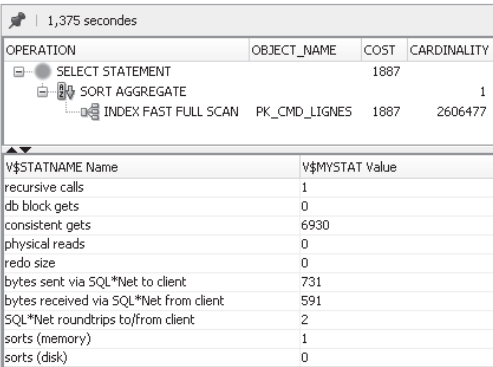 1,375 secondes
OPERATION OBJECT_NAME COST CARDINALITY
SELECT STATEMENT 1887
SORT AGGREGATE 1
INDEX FAST FULL SCAN PK_CMD_LIGNES 1887 2606477
V$STATNAME Name V$MYSTAT Value
recursive calls 1
db block gets 0
consistent gets 6930
physical reads 0
redo size 0
bytes sent via SQL*Net to client 731
bytes received via SQL*Net from client 591
SQL*Net roundtrips to/from client 2
sorts (memory) 1
sorts (disk) 0